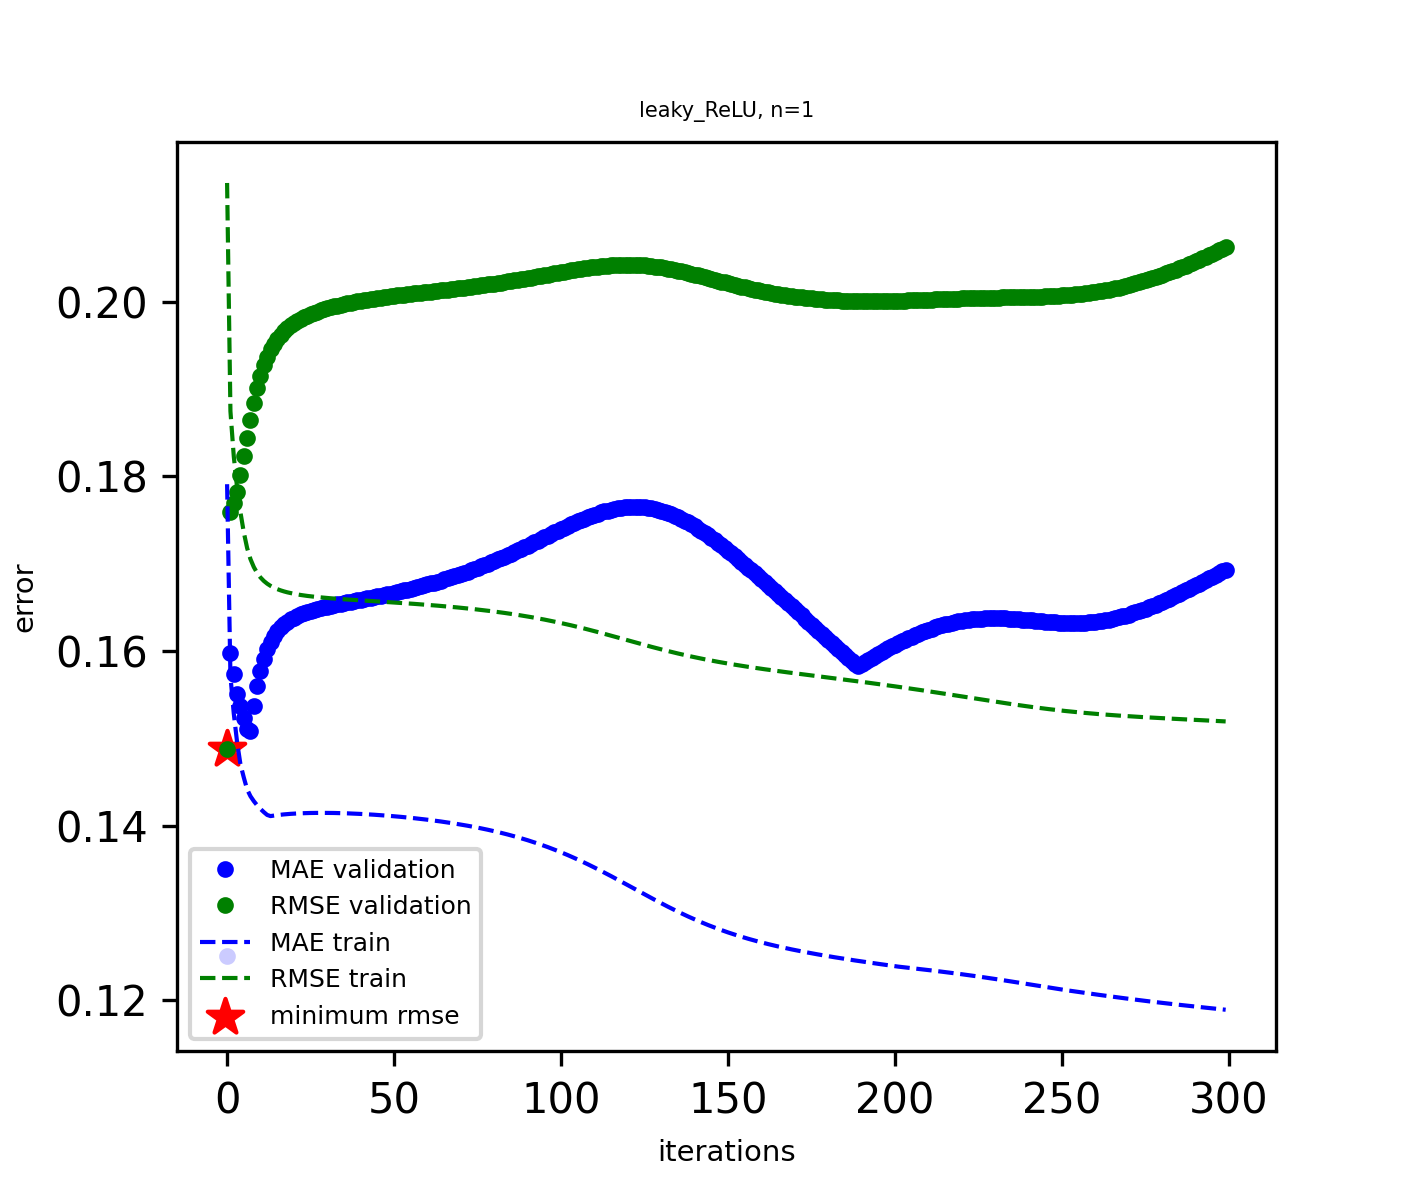 leaky_ReLU, n=1
error
0.20
0.18
0.16
0.14
0.12
MAE validation
RMSE validation
MAE train
RMSE train
minimum rmse
0 50 100 150 200 250 300
iterations